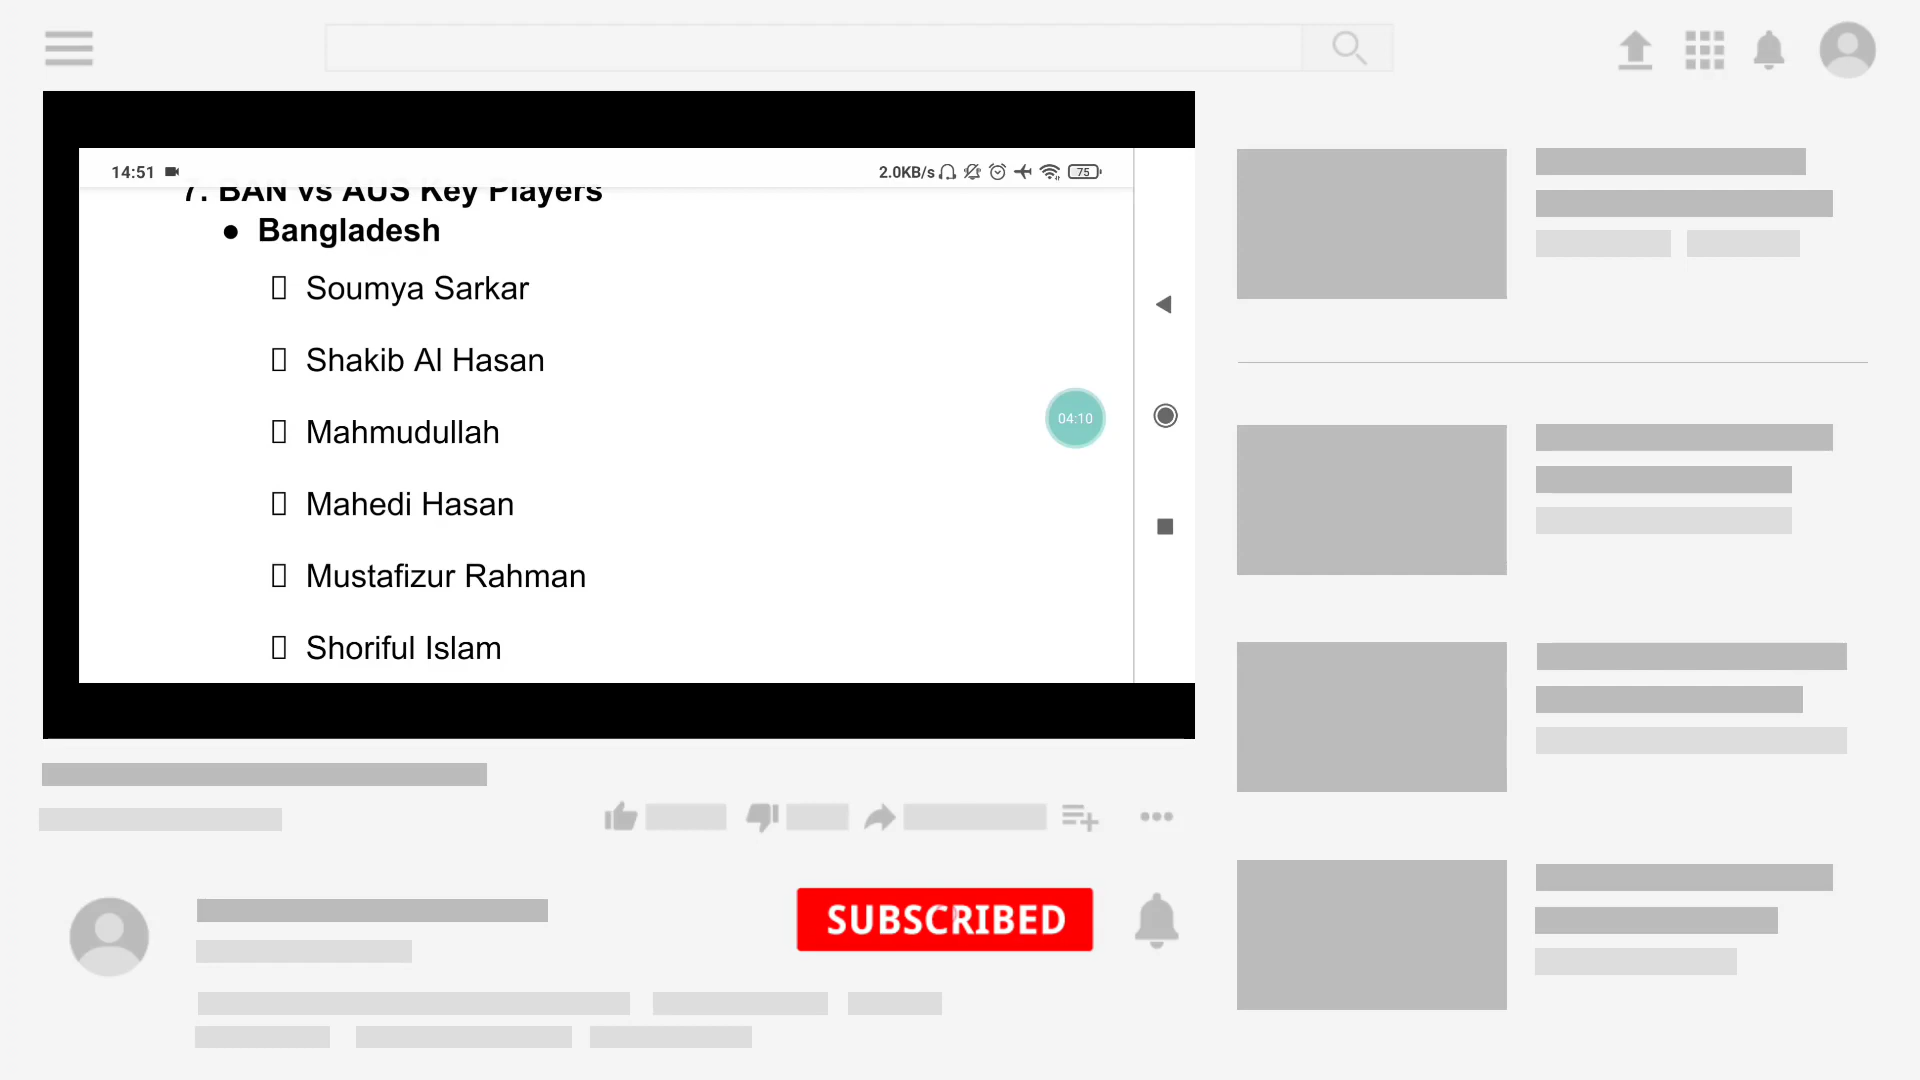 14:51 2.0KB/s 75
7. BAN vs AUS Key Players
● Bangladesh
Soumya Sarkar
Shakib Al Hasan
04:10
Mahmudullah
Mahedi Hasan
Mustafizur Rahman
Shoriful Islam
SUBSCRIBED